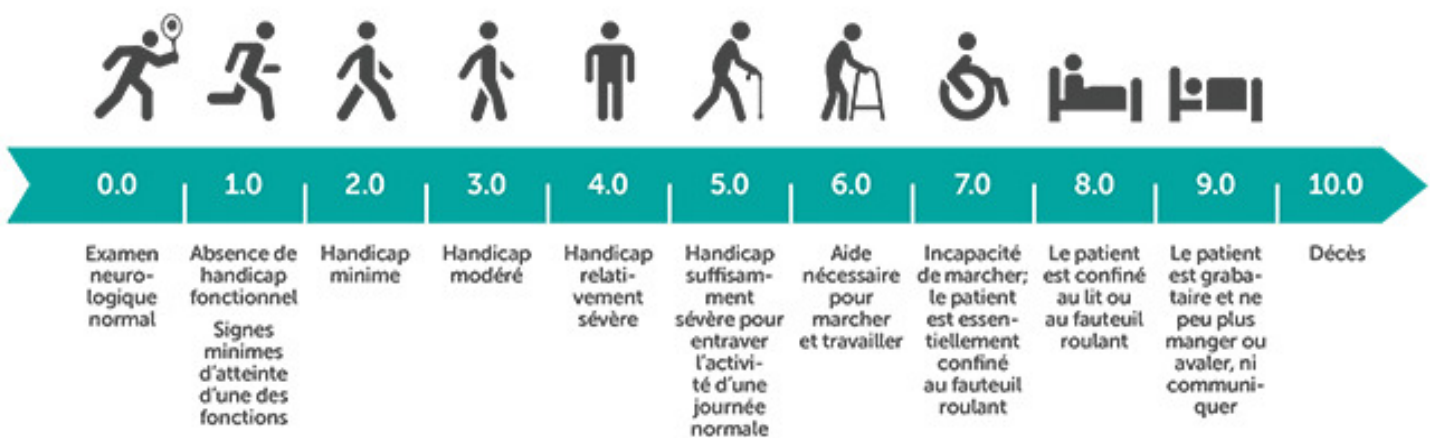 0.0 1.0 2.0 3.0 4.0 5.0 6.0 7.0 8.0 9.0 10.0
Examen
neuro-
logique
normal
Absence de
handicap
fonctionnel
Signes
minimes
d'atteinte
d'une des
fonctions
Handicap
minime
Handicap
modéré
Handicap
relati-
vement
sévère
Handicap
suffisam-
ment
sévère pour
entraver
l'activi-
té d'une
journée
normale
Aide
nécessaire
pour
marcher
et travailler
Incapacité
de marcher;
le patient
est essen-
tiellement
confiné
au fauteuil
roulant
Le patient
est confiné
au lit ou
au fauteuil
roulant
Le patient
est graba-
taire et ne
peu plus
manger ou
avaler, ni
communi-
quer
Décès